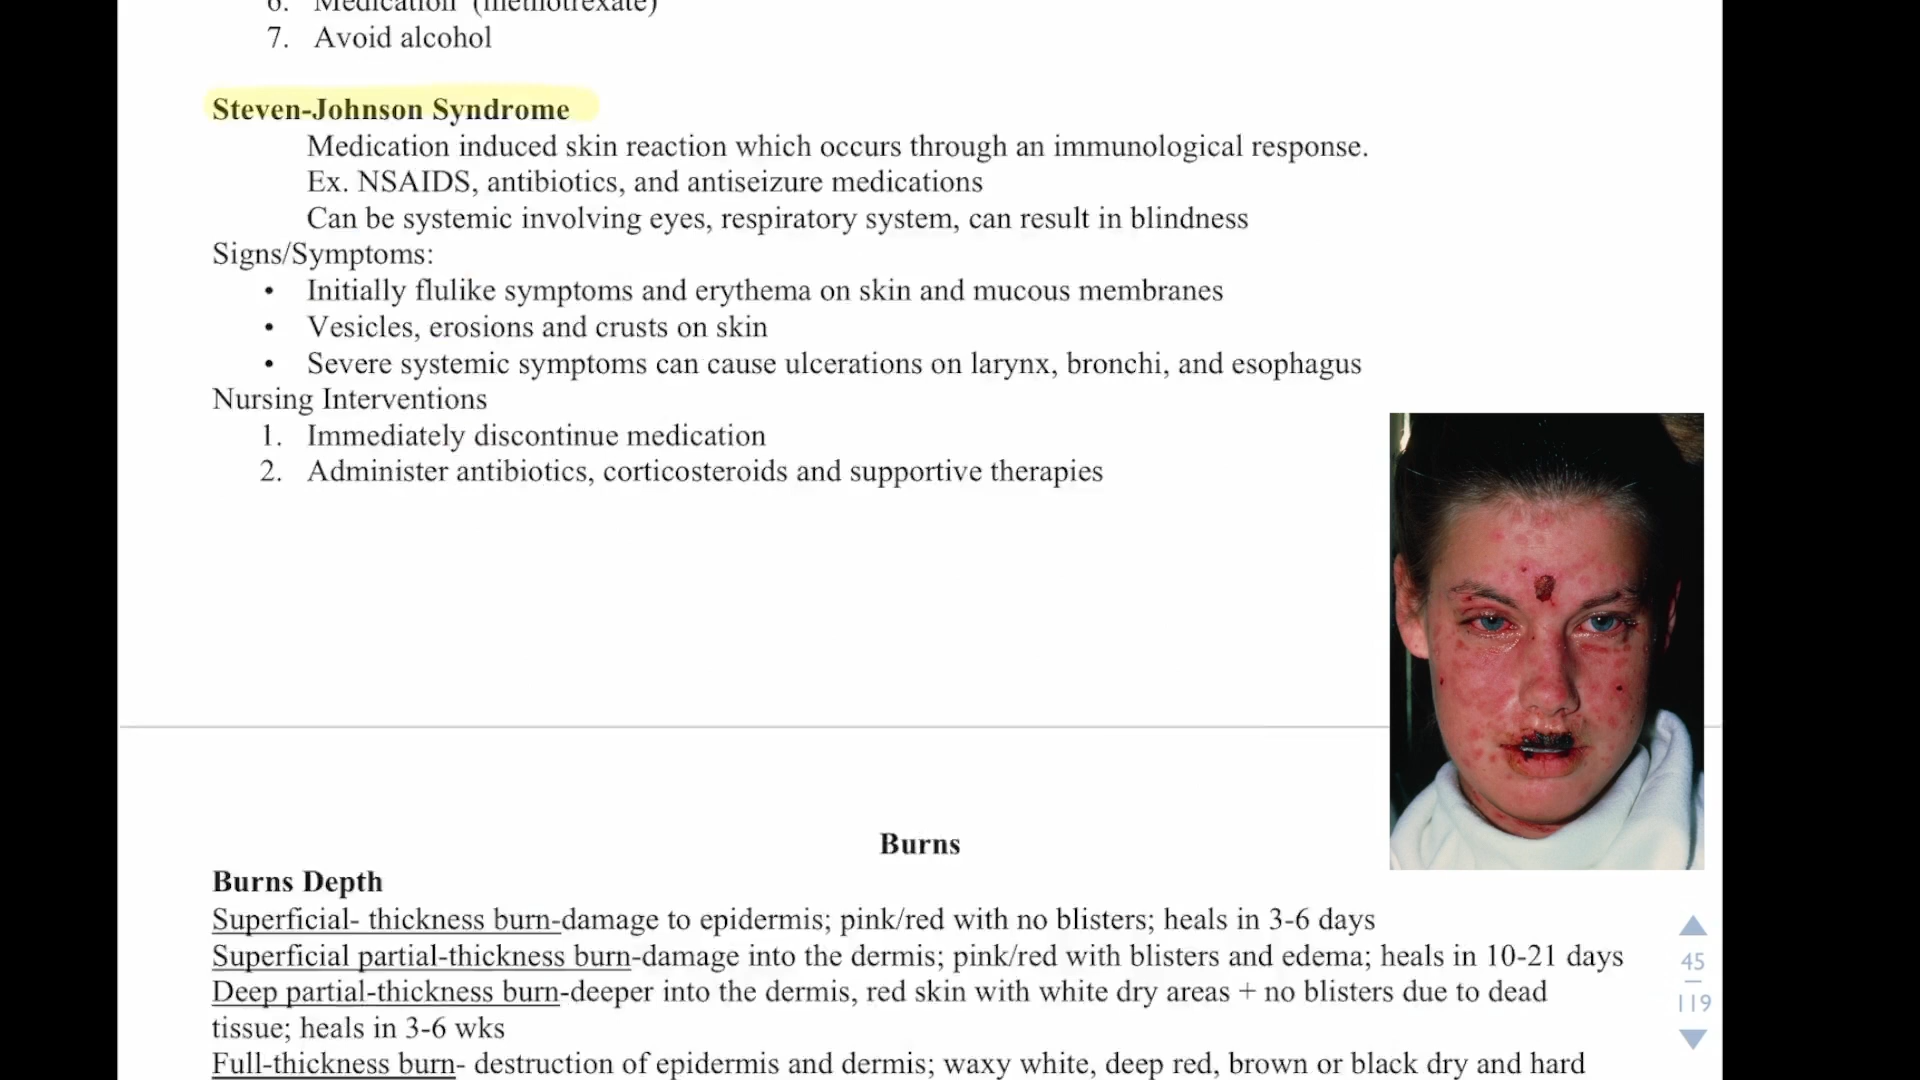 6. Medication (methotrexate)
7. Avoid alcohol
Steven-Johnson Syndrome
Medication induced skin reaction which occurs through an immunological response.
Ex. NSAIDS, antibiotics, and antiseizure medications
Can be systemic involving eyes, respiratory system, can result in blindness
Signs/Symptoms:
• Initially flulike symptoms and erythema on skin and mucous membranes
• Vesicles, erosions and crusts on skin
• Severe systemic symptoms can cause ulcerations on larynx, bronchi, and esophagus
Nursing Interventions
1. Immediately discontinue medication
2. Administer antibiotics, corticosteroids and supportive therapies
Burns
Burns Depth
Superficial- thickness burn-damage to epidermis; pink/red with no blisters; heals in 3-6 days
Superficial partial-thickness burn-damage into the dermis; pink/red with blisters and edema; heals in 10-21 days
Deep partial-thickness burn-deeper into the dermis, red skin with white dry areas + no blisters due to dead
tissue; heals in 3-6 wks
Full-thickness burn- destruction of epidermis and dermis; waxy white, deep red, brown or black dry and hard
45
119